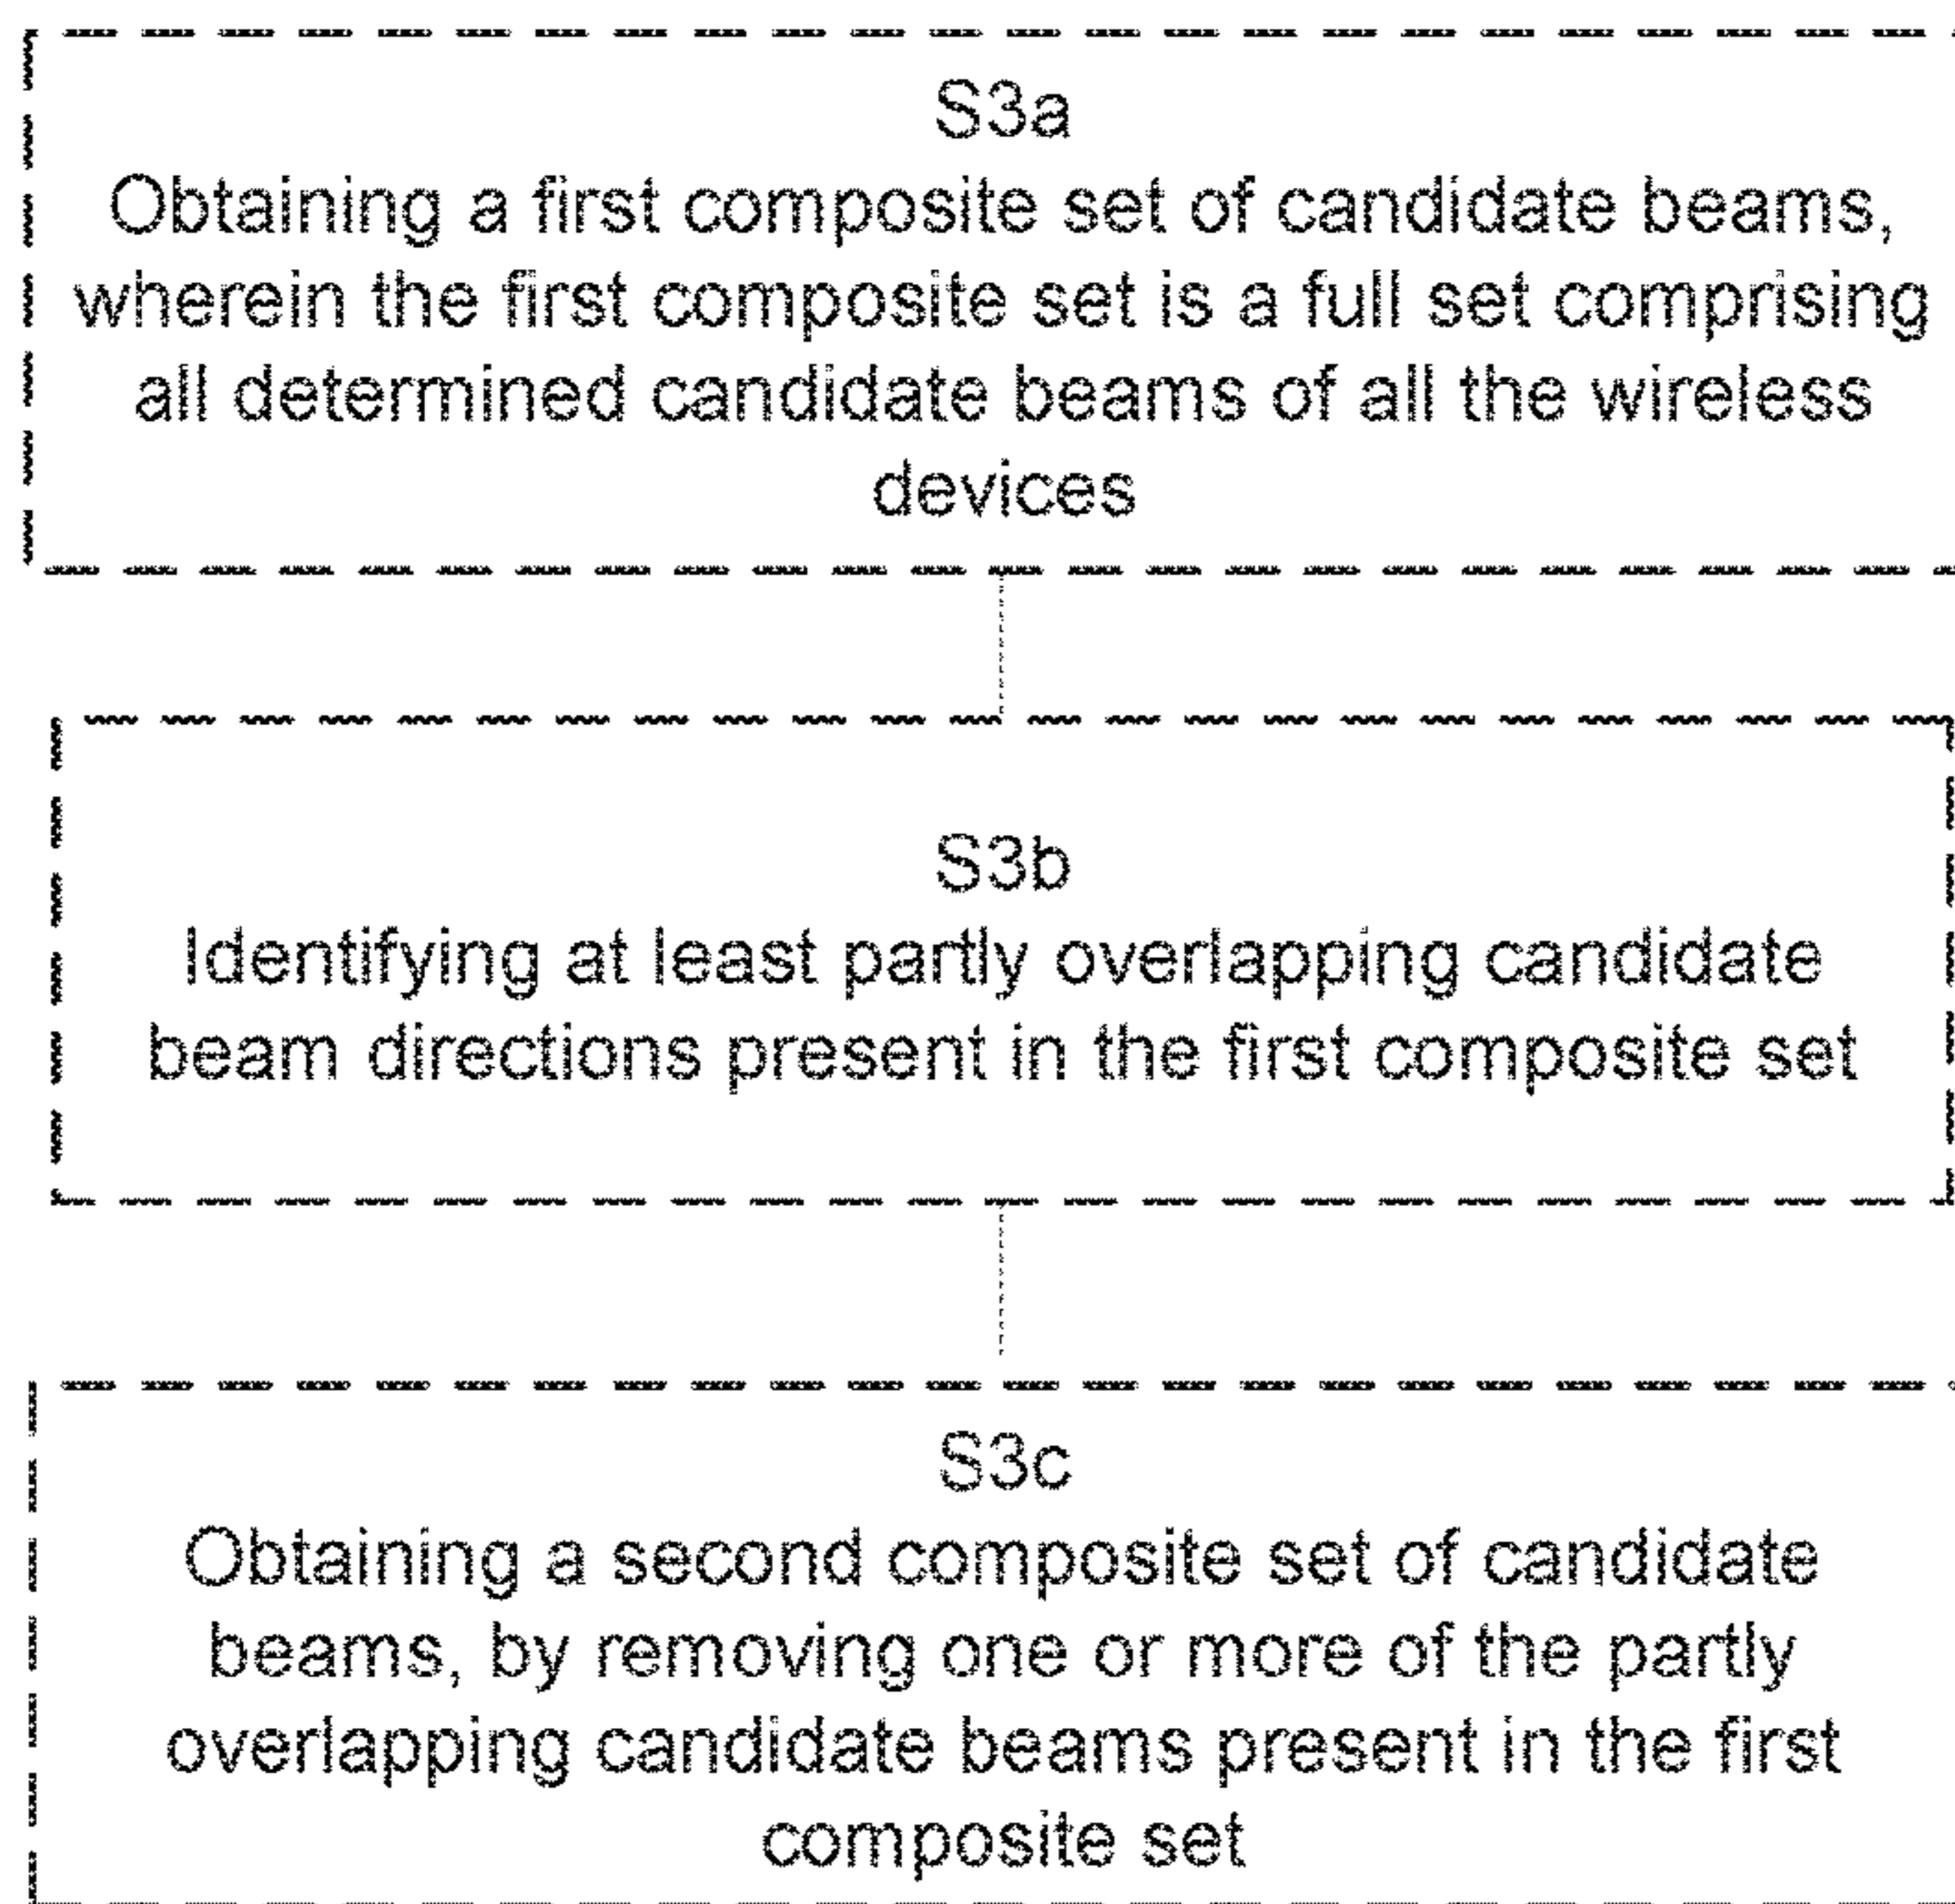 S3a
Obtaining a first composite set of candidate beams,
wherein the first composite set is a full set comprising
all determined candidate beams of all the wireless
devices
S3b
Identifying at least partly overlapping candidate
beam directions present in the first composite set
S3c
Obtaining a second composite set of candidate
beams, by removing one or more of the partly
overlapping candidate beams present in the first
composite set